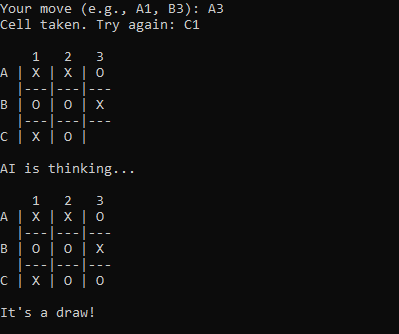 Your move (e.g., A1, B3): A3
Cell taken. Try again: C1
1 2 3
A | X | X | O
|---|---|---
B | O | O | X
|---|---|---
C | X | O |
AI is thinking...
1 2 3
A | X | X | O
|---|---|---
B | O | O | X
|---|---|---
C | X | O | O
It's a draw!